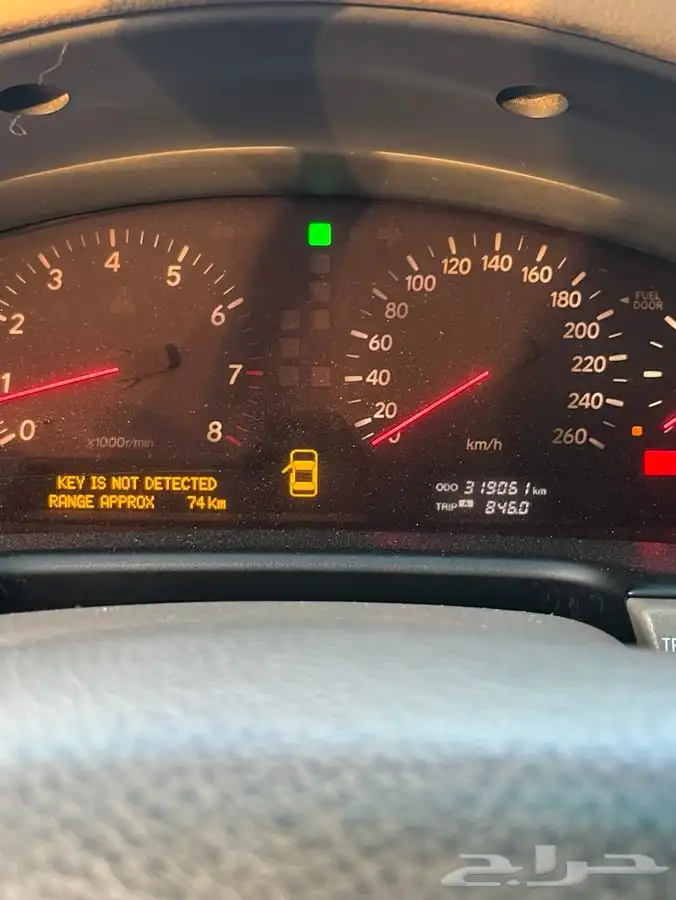 0
1
2
3
4
5
6
7
8
x1000r/min
KEY IS NOT DETECTED
RANGE APPROX 74 Km
0
20
40
60
80
100
120
140
160
180
200
220
240
260
km/h
FUEL
DOOR
ODO 319061 km
TRIP A 846.0
حراج